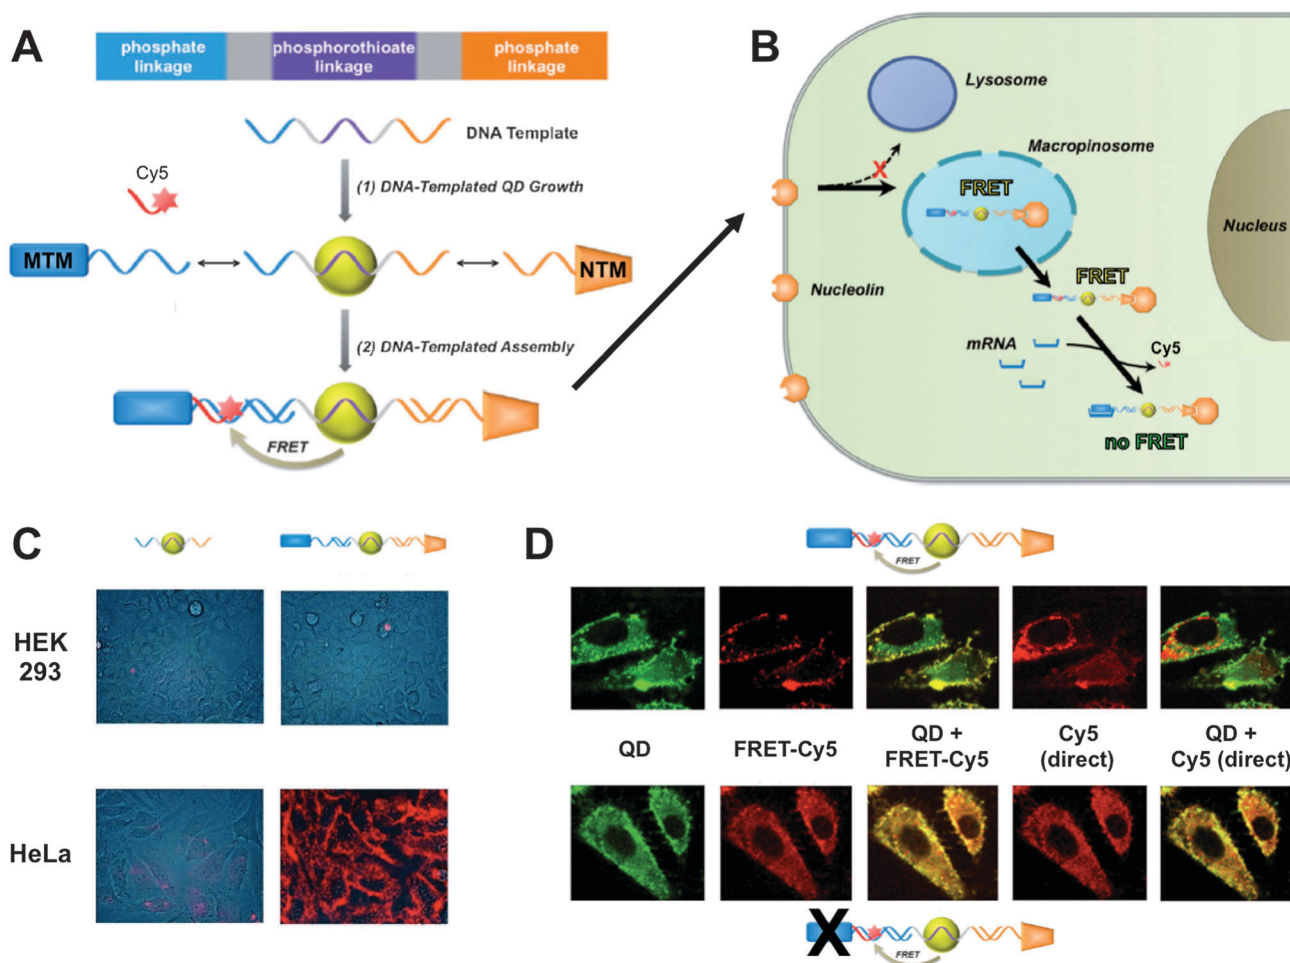 A
phosphate
linkage
phosphorothioate
linkage
phosphate
linkage
DNA Template
Cy5
(1) DNA-Templated QD Growth
MTM
NTM
(2) DNA-Templated Assembly
FRET
B
Lysosome
Macropinosome
FRET
Nucleus
X
Nucleolin
FRET
mRNA
Cy5
no FRET
C
HEK
293
HeLa
D
FRET
QD
FRET-Cy5
QD +
FRET-Cy5
Cy5
(direct)
QD +
Cy5 (direct)
X
FRET